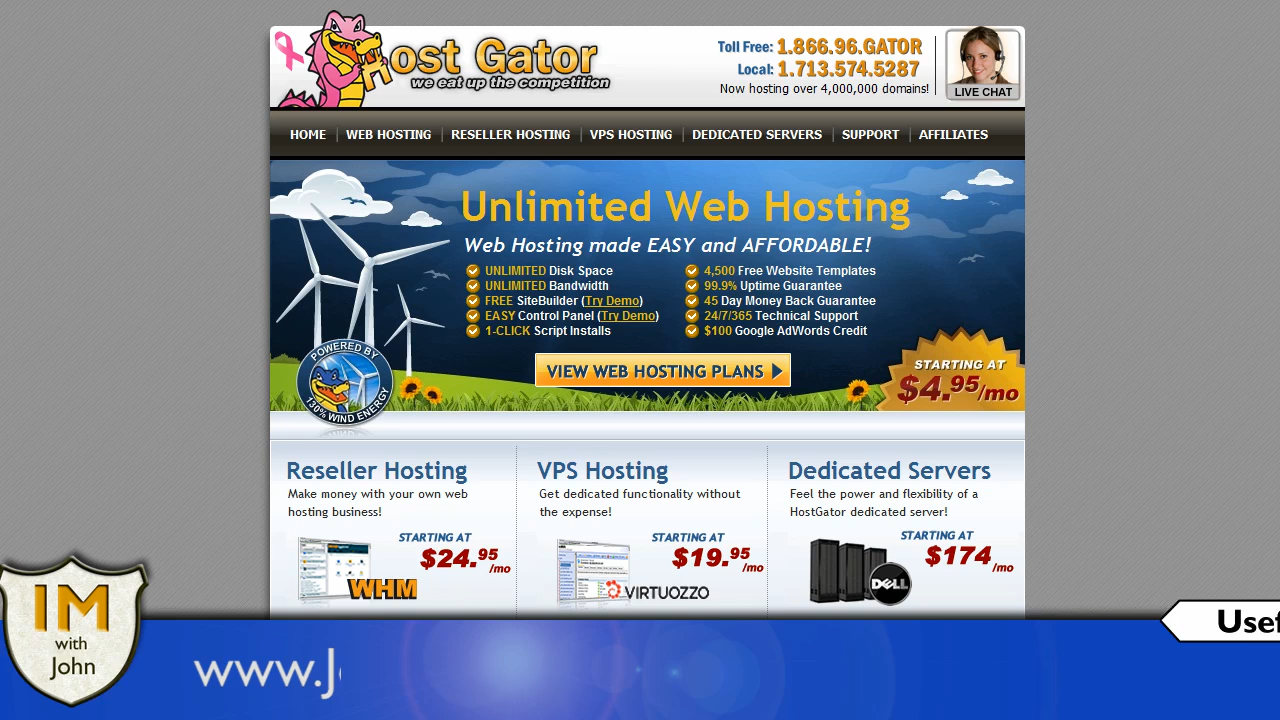 Host Gator
we eat up the competition
Toll Free: 1.866.96.GATOR
Local: 1.713.574.5287
Now hosting over 4,000,000 domains!
LIVE CHAT
HOME WEB HOSTING RESELLER HOSTING VPS HOSTING DEDICATED SERVERS SUPPORT AFFILIATES
Unlimited Web Hosting
Web Hosting made EASY and AFFORDABLE!
UNLIMITED Disk Space
UNLIMITED Bandwidth
FREE SiteBuilder (Try Demo)
EASY Control Panel (Try Demo)
1-CLICK Script Installs
4,500 Free Website Templates
99.9% Uptime Guarantee
45 Day Money Back Guarantee
24/7/365 Technical Support
$100 Google AdWords Credit
VIEW WEB HOSTING PLANS
STARTING AT
$4.95/mo
POWERED BY
130% WIND ENERGY
Reseller Hosting
Make money with your own web
hosting business!
STARTING AT
$24.95
/mo
WHM
VPS Hosting
Get dedicated functionality without
the expense!
STARTING AT
$19.95
/mo
VIRTUOZZO
Dedicated Servers
Feel the power and flexibility of a
HostGator dedicated server!
STARTING AT
$174
/mo
DELL
IM
with
John
www.J
Usef